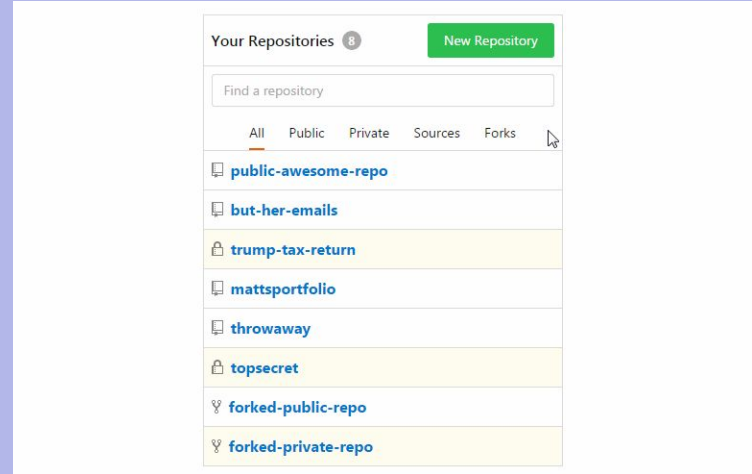 Your Repositories 8 New Repository
Find a repository
All Public Private Sources Forks
public-awesome-repo
but-her-emails
trump-tax-return
mattsportfolio
throwaway
topsecret
forked-public-repo
forked-private-repo